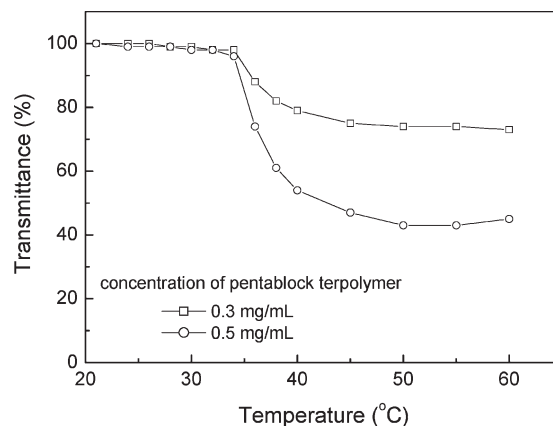 100
80
60
40
20
0
Transmittance (%)
concentration of pentablock terpolymer
0.3 mg/mL
0.5 mg/mL
20 30 40 50 60
Temperature (°C)